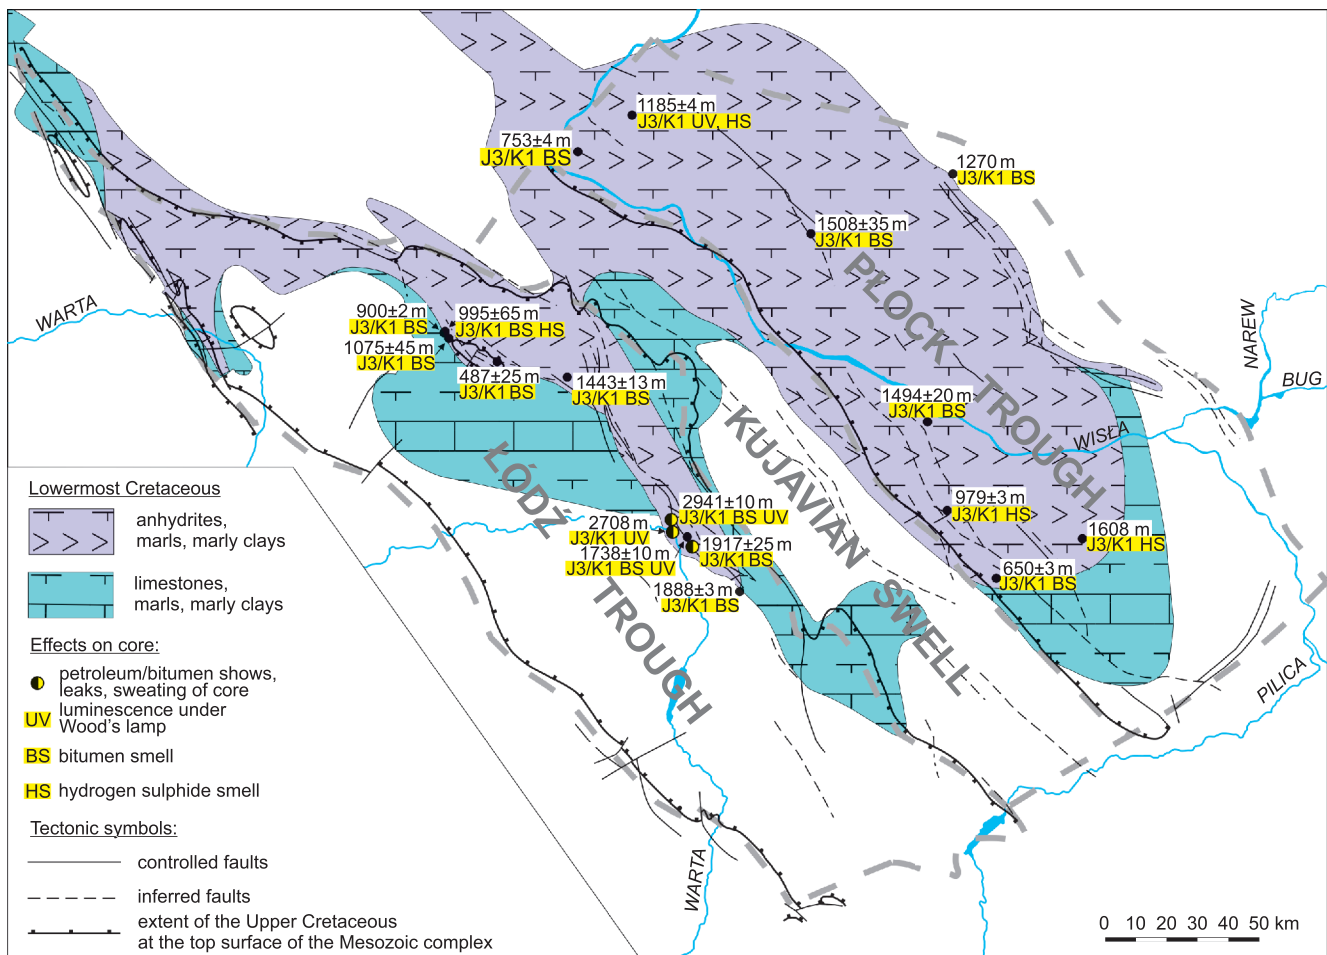 1185±4 m
J3/K1 UV, HS
753±4 m
J3/K1 BS
1270 m
J3/K1 BS
1508±35 m
J3/K1 BS
PŁOCK TROUGH
WARTA
900±2 m
J3/K1 BS
995±65 m
J3/K1 BS HS
1075±45 m
J3/K1 BS
487±25 m
J3/K1 BS
1443±13 m
J3/K1 BS
1494±20 m
J3/K1 BS
NAREW
BUG
WISŁA
KUJAVIAN SWELL
ŁÓDŹ TROUGH
979±3 m
J3/K1 HS
1608 m
J3/K1 HS
650±3 m
J3/K1 BS
2941±10 m
J3/K1 BS UV
2708 m
J3/K1 UV
1738±10 m
J3/K1 BS UV
1917±25 m
J3/K1 BS
1888±3 m
J3/K1 BS
PILICA
WARTA
Lowermost Cretaceous
anhydrites,
marls, marly clays
limestones,
marls, marly clays
Effects on core:
petroleum/bitumen shows,
leaks, sweating of core
UV luminescence under
Wood's lamp
BS bitumen smell
HS hydrogen sulphide smell
Tectonic symbols:
controlled faults
inferred faults
extent of the Upper Cretaceous
at the top surface of the Mesozoic complex
0 10 20 30 40 50 km